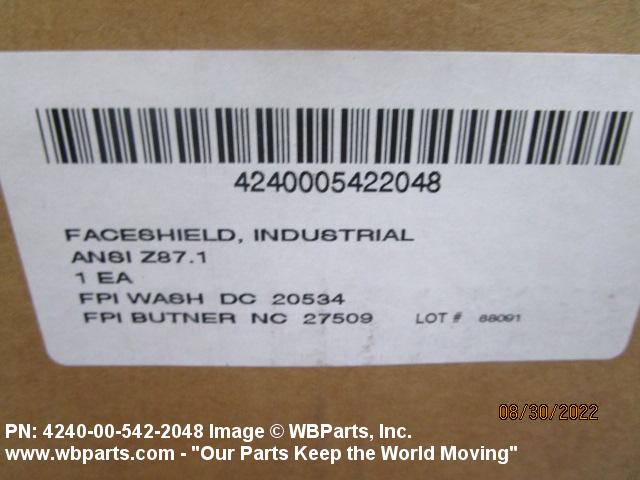 4240005422048
FACESHIELD, INDUSTRIAL
ANSI Z87.1
1 EA
FPI WASH DC 20534
FPI BUTNER NC 27509 LOT # 88091
08/30/2022
PN: 4240-00-542-2048 Image © WBParts, Inc.
www.wbparts.com - "Our Parts Keep the World Moving"